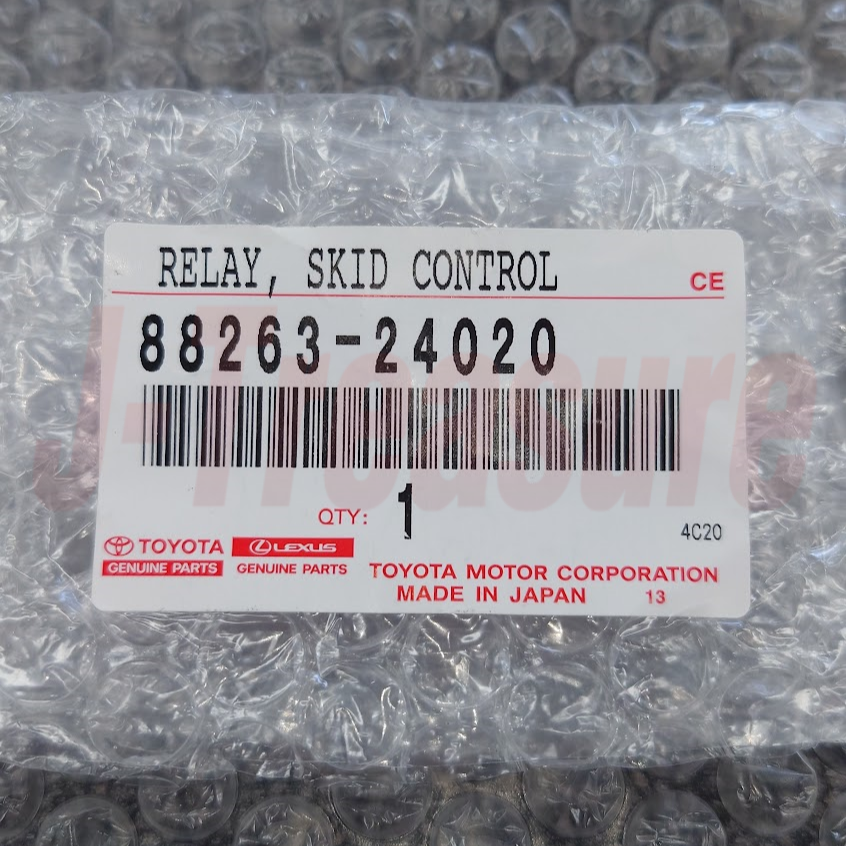 RELAY, SKID CONTROL
CE
88263-24020
J-Treasure
QTY: 1
4C20
TOYOTA LEXUS
GENUINE PARTS GENUINE PARTS
TOYOTA MOTOR CORPORATION
MADE IN JAPAN 13